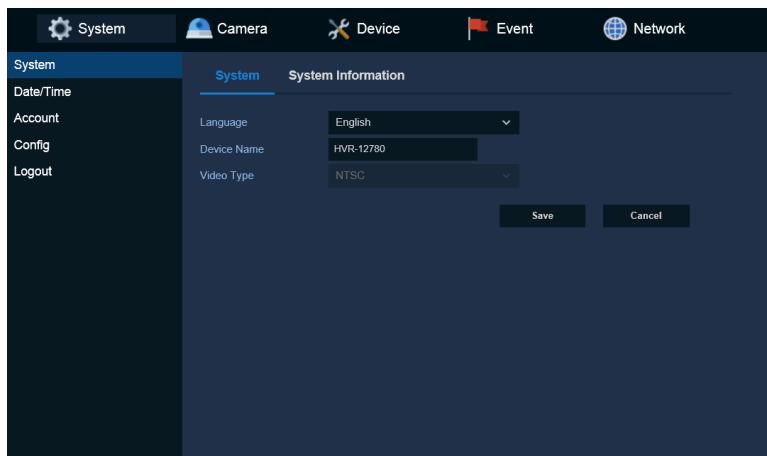 System Camera Device Event Network
System
Date/Time
Account
Config
Logout
System System Information
Language English
Device Name HVR-12780
Video Type NTSC
Save Cancel